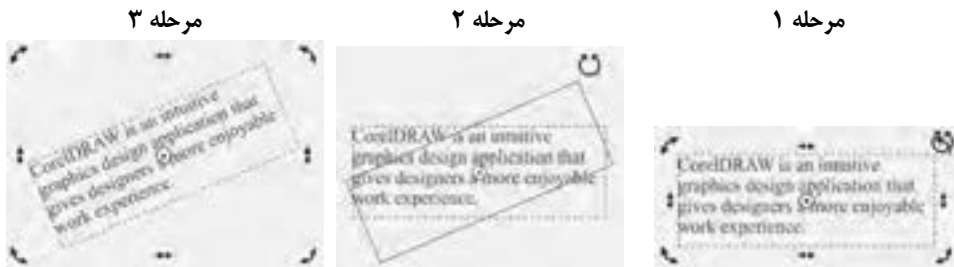 مرحله ۱
مرحله ۲
مرحله ۳
CorelDRAW is an intuitive
graphics design application that
gives designers a more enjoyable
work experience.
CorelDRAW is an intuitive
graphics design application that
gives designers a more enjoyable
work experience.
CorelDRAW is an intuitive
graphics design application that
gives designers a more enjoyable
work experience.